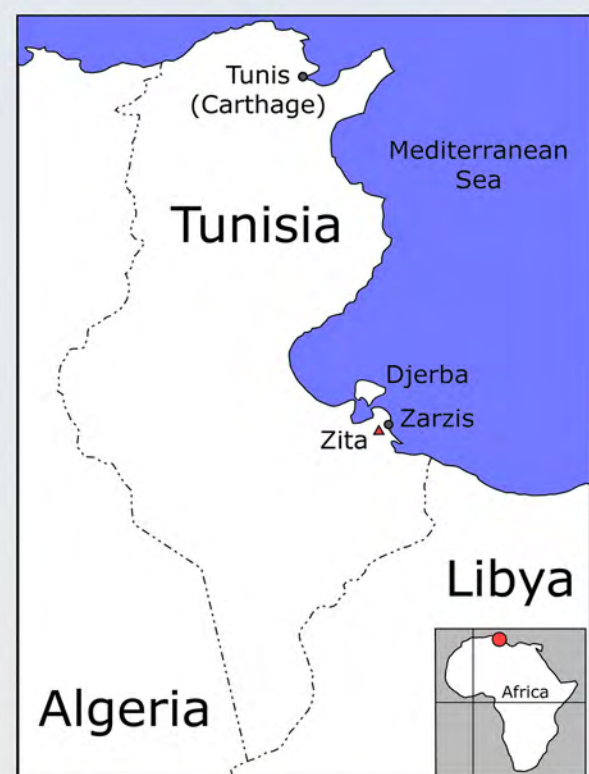 Tunis
(Carthage)
Mediterranean
Sea
Tunisia
Djerba
Zarzis
Zita
Libya
Africa
Algeria